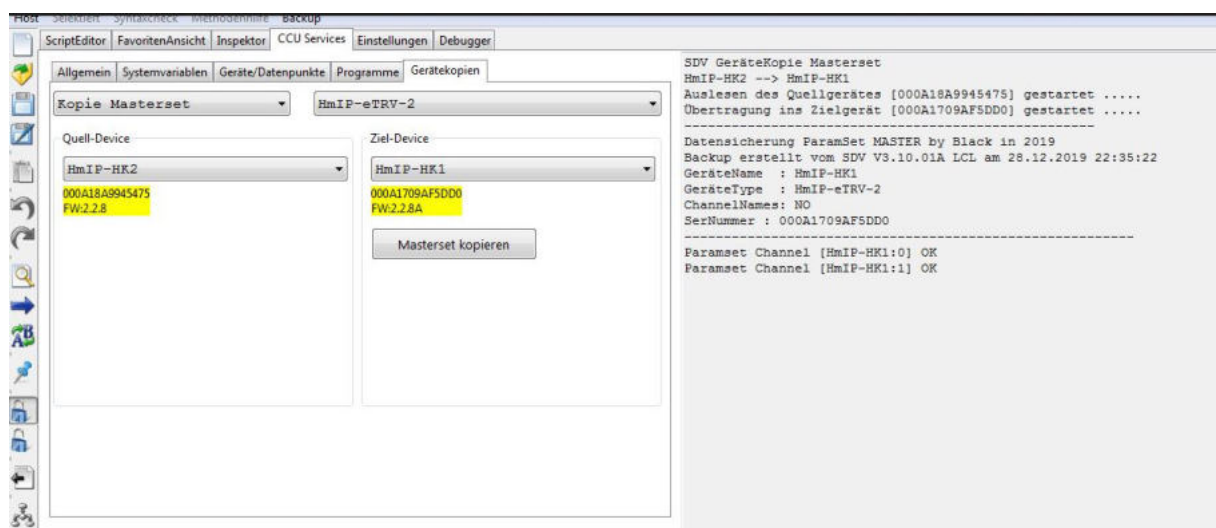 Host Selektiert Syntaxcheck Methodenhilfe Backup
ScriptEditor FavoritenAnsicht Inspektor CCU Services Einstellungen Debugger
Allgemein Systemvariablen Geräte/Datenpunkte Programme Gerätekopien
Kopie Masterset HmIP-eTRV-2
Quell-Device Ziel-Device
HmIP-HK2 HmIP-HK1
000A18A9945475 000A1709AF5DD0
FW:2.2.8 FW:2.2.8A
Masterset kopieren
SDV GeräteKopie Masterset
HmIP-HK2 --> HmIP-HK1
Auslesen des Quellgerätes [000A18A9945475] gestartet .....
Übertragung ins Zielgerät [000A1709AF5DD0] gestartet .....
------------------------------------------------------
Datensicherung ParamSet MASTER by Black in 2019
Backup erstellt vom SDV V3.10.01A LCL am 28.12.2019 22:35:22
GeräteName : HmIP-HK1
GeräteType : HmIP-eTRV-2
ChannelNames: NO
SerNummer : 000A1709AF5DD0
-----------------------------------------------------------
Paramset Channel [HmIP-HK1:0] OK
Paramset Channel [HmIP-HK1:1] OK